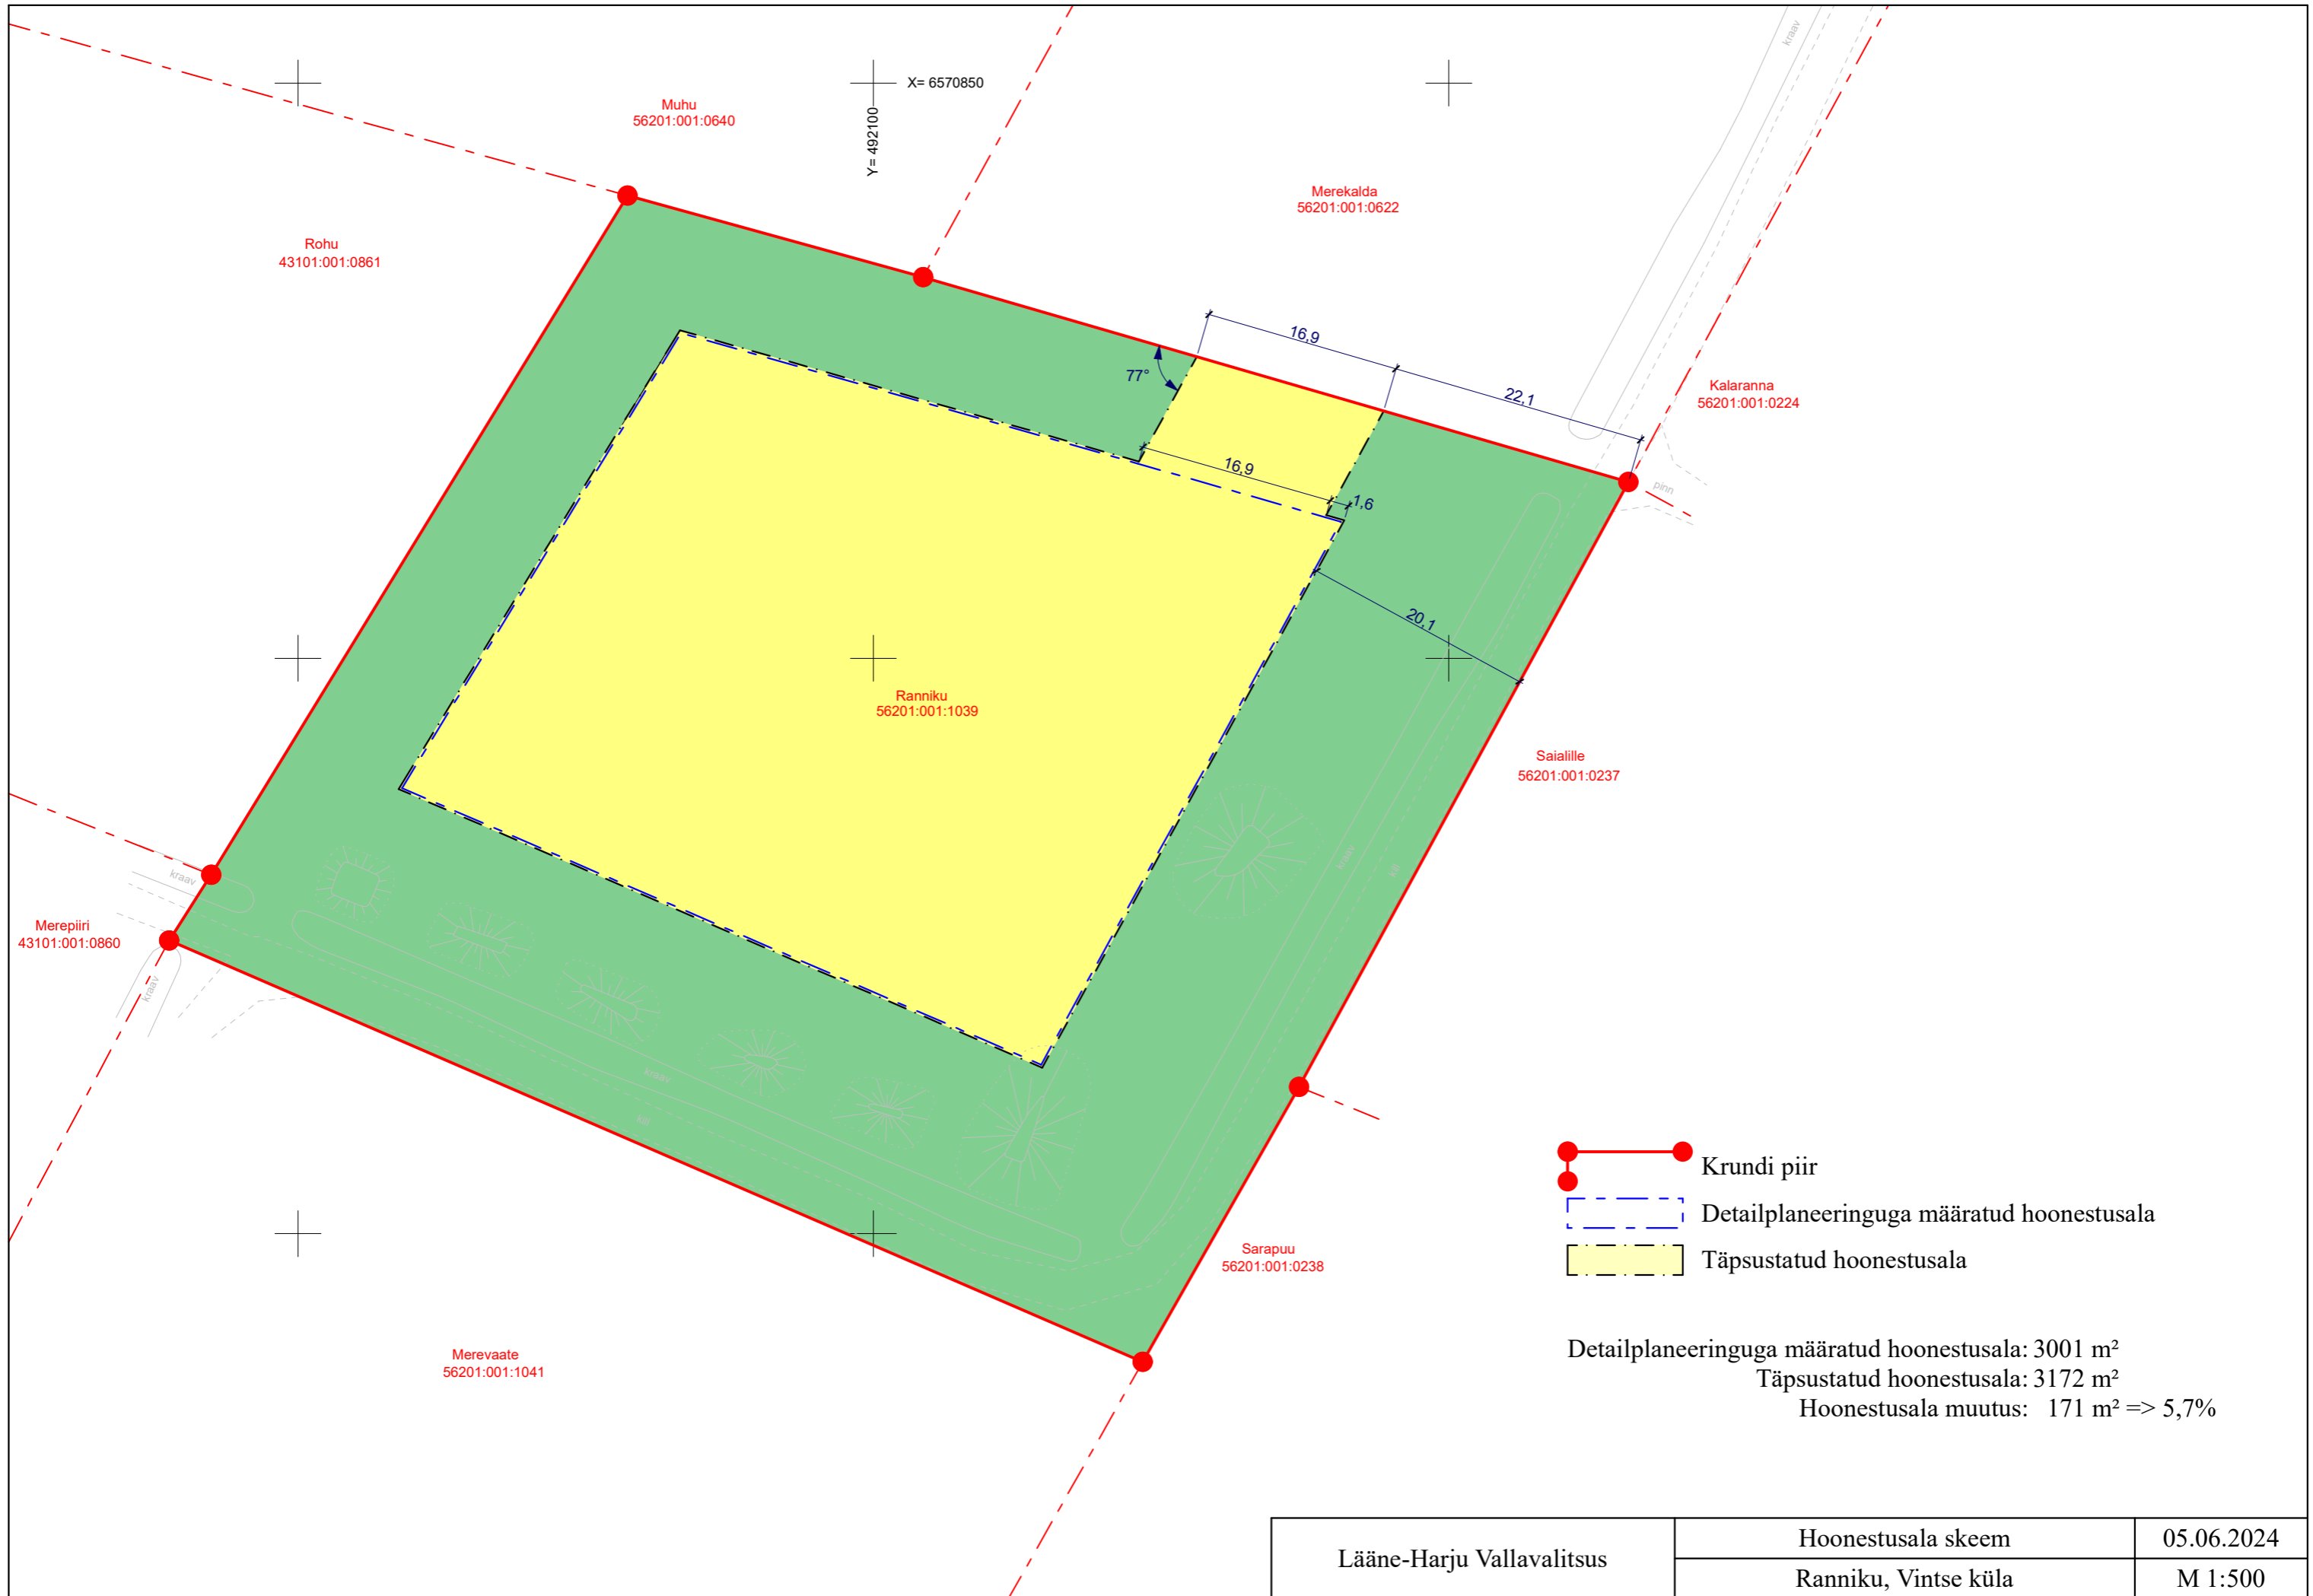 kraav
X= 6570850
Y= 492100
Muhu
56201:001:0640
Merekalda
56201:001:0622
Rohu
43101:001:0861
16,9
77°
22,1
Kalaranna
56201:001:0224
16,9
1,6
pinn
20,1
Ranniku
56201:001:1039
Saialille
56201:001:0237
kraav
kraav
Merepiiri
43101:001:0860
kraav
kraav
Krundi piir
Detailplaneeringuga määratud hoonestusala
Sarapuu
56201:001:0238
Täpsustatud hoonestusala
Merevaate
56201:001:1041
Detailplaneeringuga määratud hoonestusala: 3001 m²
Täpsustatud hoonestusala: 3172 m²
Hoonestusala muutus: 171 m² => 5,7%
Lääne-Harju Vallavalitsus
Hoonestusala skeem
05.06.2024
Ranniku, Vintse küla
M 1:500